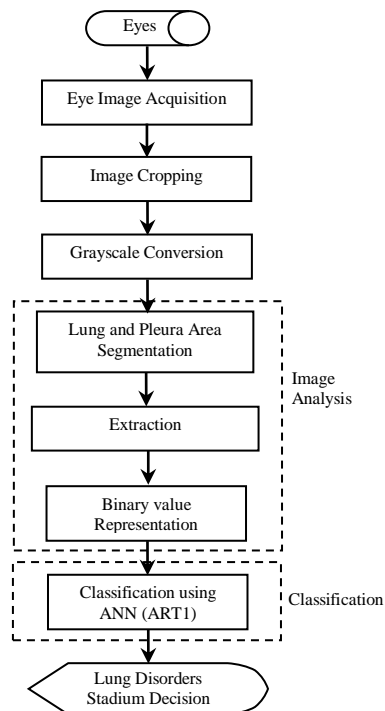 Eyes
Eye Image Acquisition
Image Cropping
Grayscale Conversion
Lung and Pleura Area
Segmentation
Image
Analysis
Extraction
Binary value
Representation
Classification using
ANN (ART1)
Classification
Lung Disorders
Stadium Decision